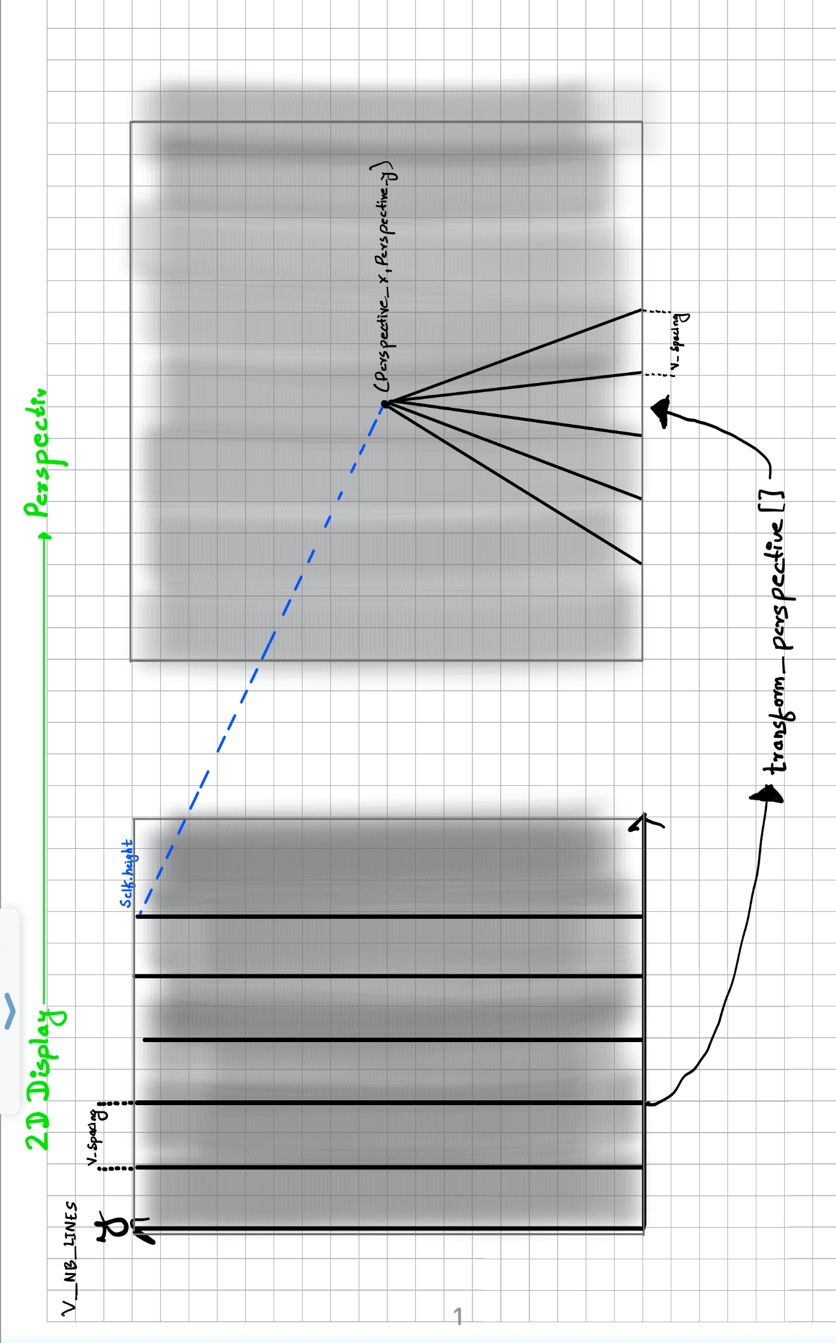 2D Display → Perspectiv
V_NB_LINES
V_Spacing
y
Self.height
(Perspective_x, Perspective_y)
V_Spacing
transform_perspective[]
1